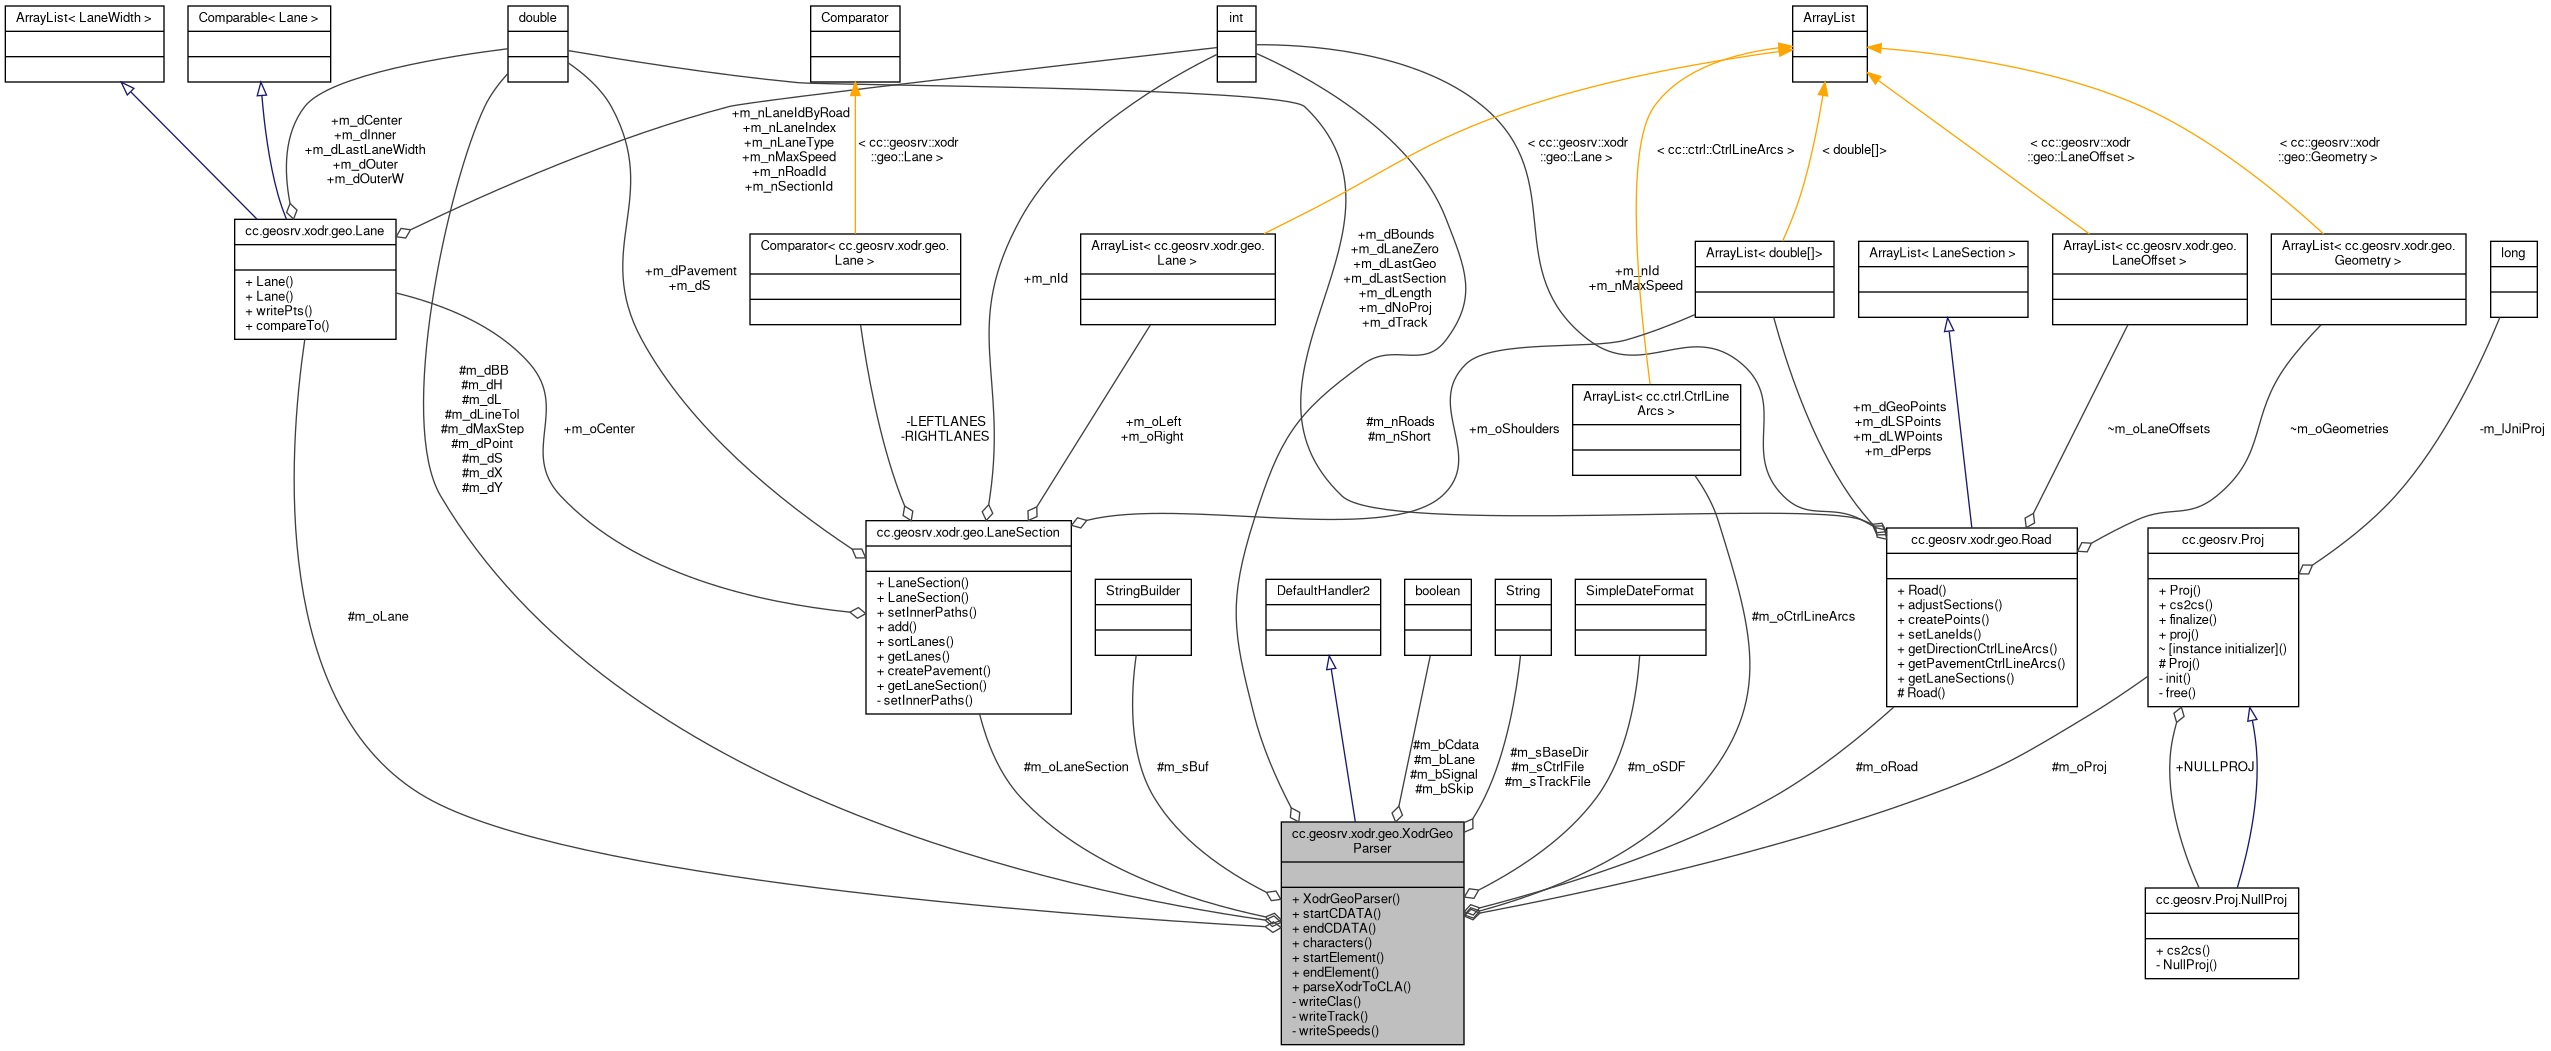 ArrayList< LaneWidth >
Comparable< Lane >
double
Comparator
int
ArrayList
+m_dCenter
+m_dInner
+m_dLastLaneWidth
+m_dOuter
+m_dOuterW
+m_nLaneIdByRoad
+m_nLaneIndex
+m_nLaneType
+m_nMaxSpeed
+m_nRoadId
+m_nSectionId
< cc::geosrv::xodr
::geo::Lane >
< cc::geosrv::xodr
::geo::Lane >
< cc::ctrl::CtrlLineArcs >
< double[]>
< cc::geosrv::xodr
::geo::LaneOffset >
< cc::geosrv::xodr
::geo::Geometry >
cc.geosrv.xodr.geo.Lane
+ Lane()
+ Lane()
+ writePts()
+ compareTo()
+m_dPavement
+m_dS
Comparator< cc.geosrv.xodr.geo.
Lane >
+m_nId
ArrayList< cc.geosrv.xodr.geo.
Lane >
+m_dBounds
+m_dLaneZero
+m_dLastGeo
+m_dLastSection
+m_dLength
+m_dNoProj
+m_dTrack
+m_nId
+m_nMaxSpeed
ArrayList< double[]>
ArrayList< LaneSection >
ArrayList< cc.geosrv.xodr.geo.
LaneOffset >
ArrayList< cc.geosrv.xodr.geo.
Geometry >
long
#m_dBB
#m_dH
#m_dL
#m_dLineTol
#m_dMaxStep
#m_dPoint
#m_dS
#m_dX
#m_dY
+m_oCenter
-LEFTLANES
-RIGHTLANES
+m_oLeft
+m_oRight
#m_nRoads
#m_nShort
+m_oShoulders
ArrayList< cc.ctrl.CtrlLine
Arcs >
+m_dGeoPoints
+m_dLSPoints
+m_dLWPoints
+m_dPerps
~m_oLaneOffsets
~m_oGeometries
-m_lJniProj
#m_oLane
cc.geosrv.xodr.geo.LaneSection
+ LaneSection()
+ LaneSection()
+ setInnerPaths()
+ add()
+ sortLanes()
+ getLanes()
+ createPavement()
+ getLaneSection()
- setInnerPaths()
StringBuilder
DefaultHandler2
boolean
String
SimpleDateFormat
#m_oCtrlLineArcs
cc.geosrv.xodr.geo.Road
+ Road()
+ adjustSections()
+ createPoints()
+ setLaneIds()
+ getDirectionCtrlLineArcs()
+ getPavementCtrlLineArcs()
+ getLaneSections()
# Road()
cc.geosrv.Proj
+ Proj()
+ cs2cs()
+ finalize()
+ proj()
~ [instance initializer]()
# Proj()
- init()
- free()
#m_oLaneSection
#m_sBuf
#m_bCdata
#m_bLane
#m_bSignal
#m_bSkip
#m_sBaseDir
#m_sCtrlFile
#m_sTrackFile
#m_oSDF
#m_oRoad
#m_oProj
+NULLPROJ
cc.geosrv.xodr.geo.XodrGeo
Parser
+ XodrGeoParser()
+ startCDATA()
+ endCDATA()
+ characters()
+ startElement()
+ endElement()
+ parseXodrToCLA()
- writeClas()
- writeTrack()
- writeSpeeds()
cc.geosrv.Proj.NullProj
+ cs2cs()
- NullProj()